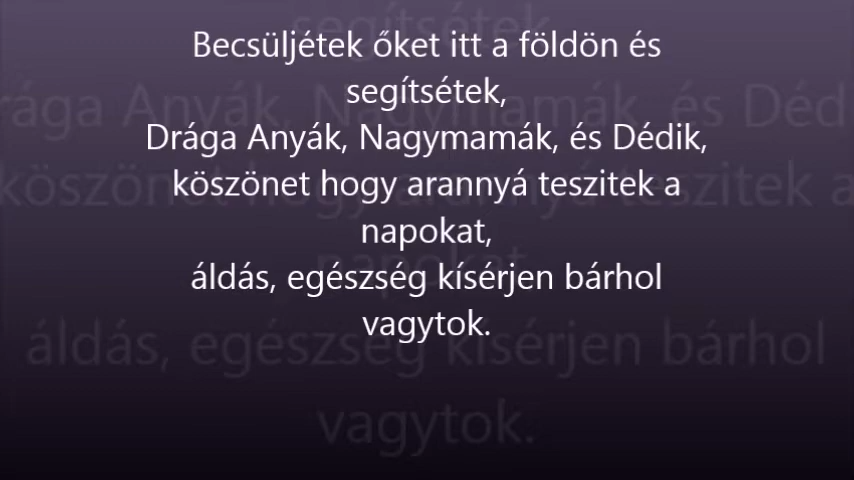 Becsüljétek őket itt a földön és
segítsétek,
Drága Anyák, Nagymamák, és Dédik,
köszönet hogy arannyá teszitek a
napokat,
áldás, egészség kísérjen bárhol
vagytok.